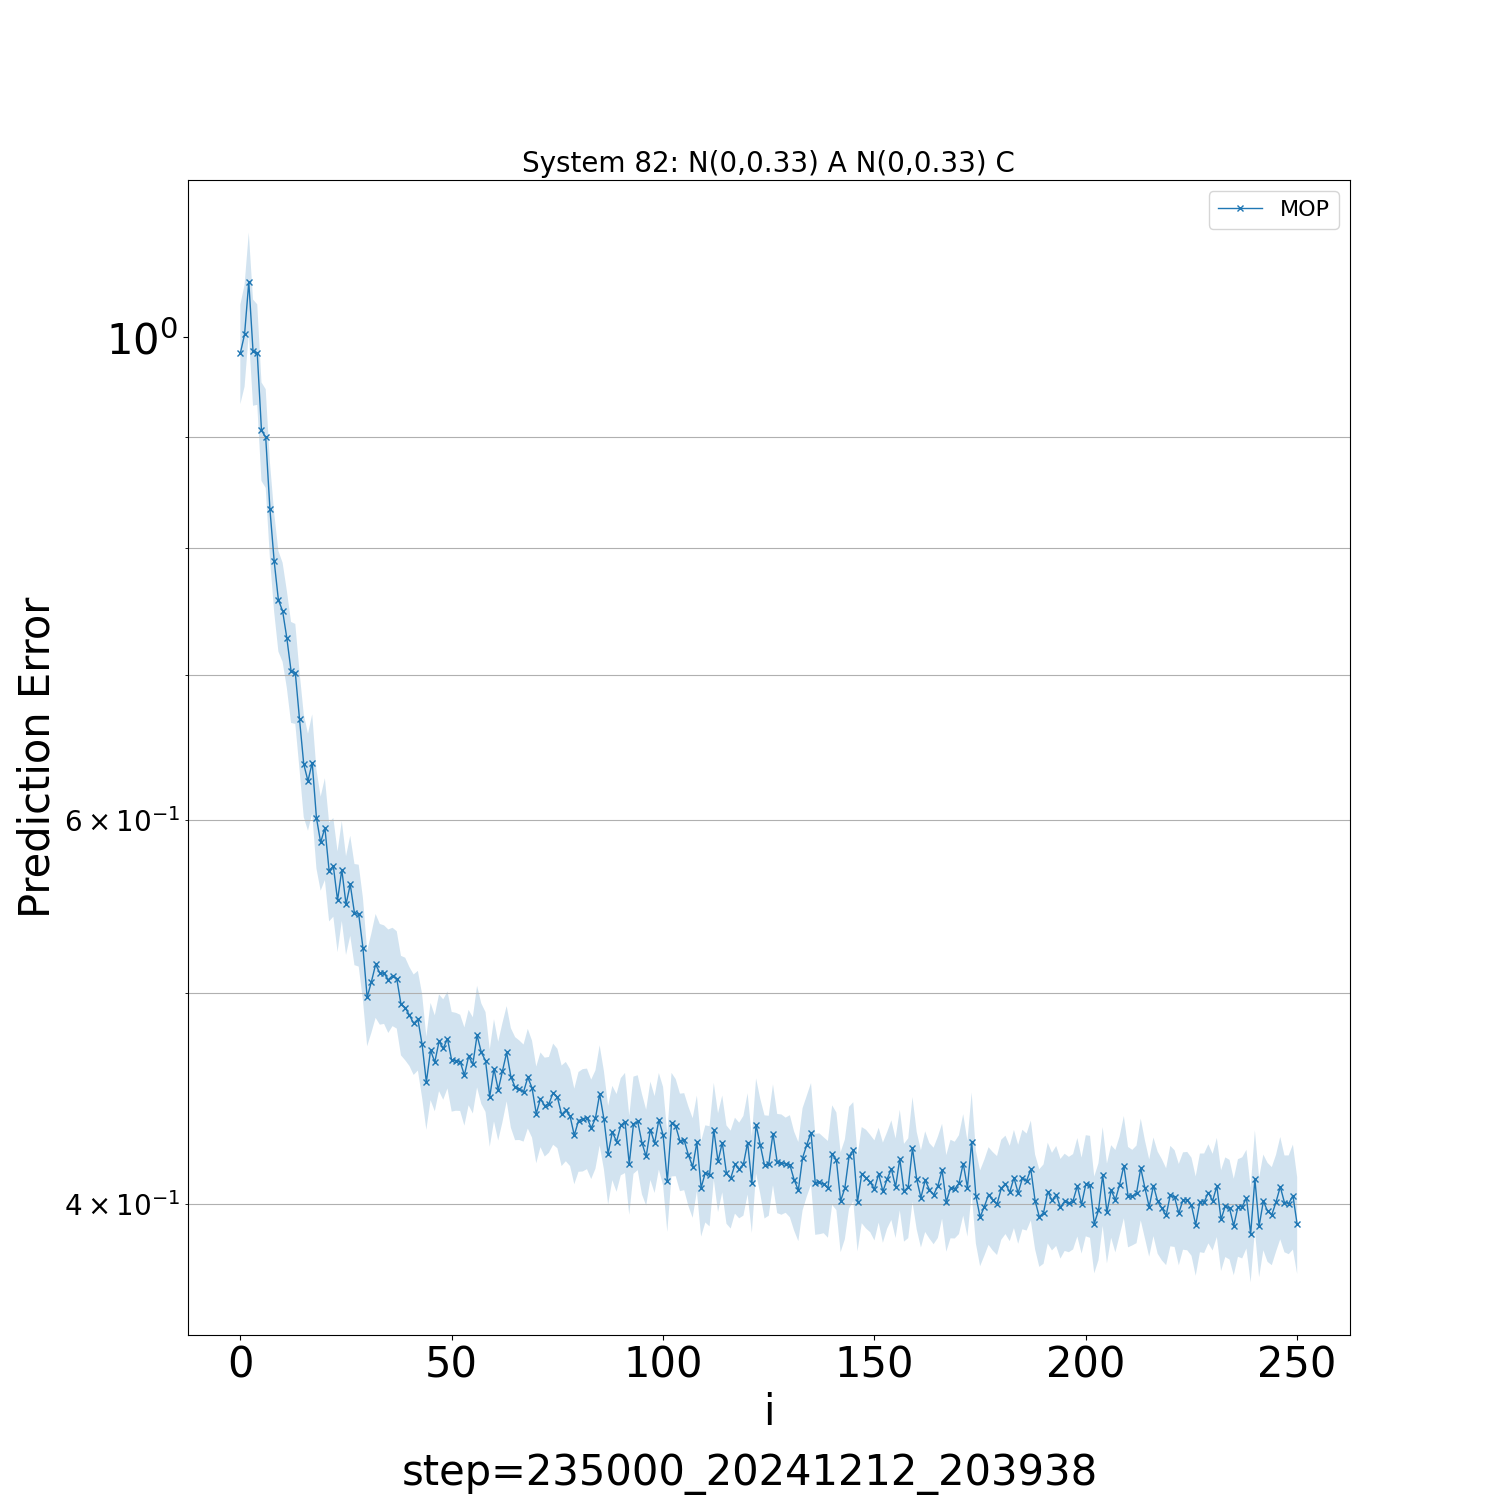 System 82: N(0,0.33) A N(0,0.33) C
MOP
10⁰
6 × 10⁻¹
4 × 10⁻¹
Prediction Error
0 50 100 150 200 250
i
step=235000_20241212_203938